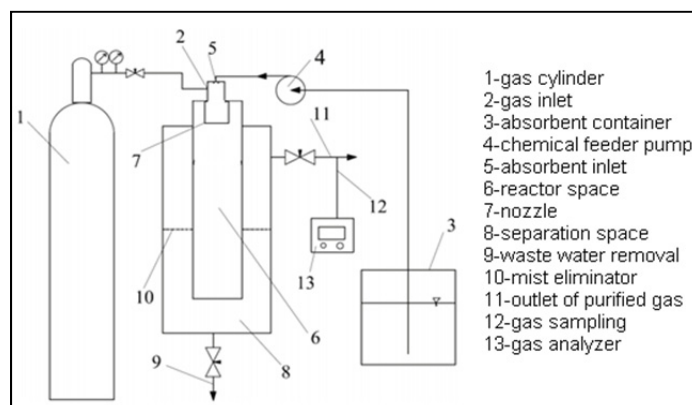 2
5
4
1
7
11
12
3
13
10
6
8
9
1-gas cylinder
2-gas inlet
3-absorbent container
4-chemical feeder pump
5-absorbent inlet
6-reactor space
7-nozzle
8-separation space
9-waste water removal
10-mist eliminator
11-outlet of purified gas
12-gas sampling
13-gas analyzer